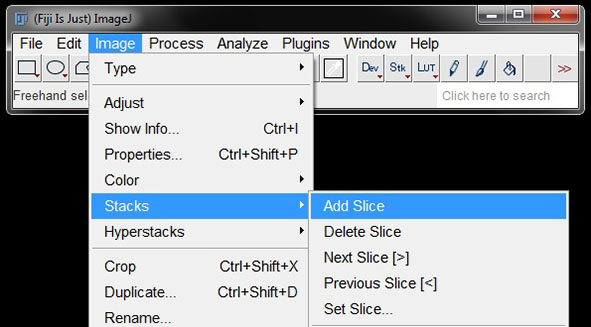 (Fiji Is Just) ImageJ
File Edit Image Process Analyze Plugins Window Help
Dev Stk LUT >>
Freehand sel
Click here to search
Type
Adjust
Show Info... Ctrl+I
Properties... Ctrl+Shift+P
Color
Stacks
Hyperstacks
Crop Ctrl+Shift+X
Duplicate... Ctrl+Shift+D
Rename...
Add Slice
Delete Slice
Next Slice [>]
Previous Slice [<]
Set Slice...